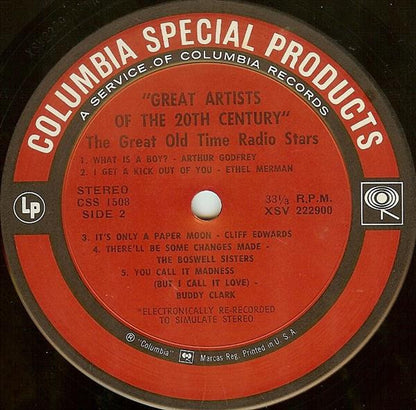 COLUMBIA SPECIAL PRODUCTS
A SERVICE OF COLUMBIA RECORDS
"GREAT ARTISTS
OF THE 20TH CENTURY"
The Great Old Time Radio Stars
1. WHAT IS A BOY? - ARTHUR GODFREY
2. I GET A KICK OUT OF YOU - ETHEL MERMAN
STEREO
CSS 1508
SIDE 2
33⅓ R.P.M.
XSV 222900
Lp
3. IT'S ONLY A PAPER MOON - CLIFF EDWARDS
4. THERE'LL BE SOME CHANGES MADE -
THE BOSWELL SISTERS
5. YOU CALL IT MADNESS
(BUT I CALL IT LOVE) -
BUDDY CLARK
*ELECTRONICALLY RE-RECORDED
TO SIMULATE STEREO.
® "Columbia" Marcas Reg. Printed in U.S.A.